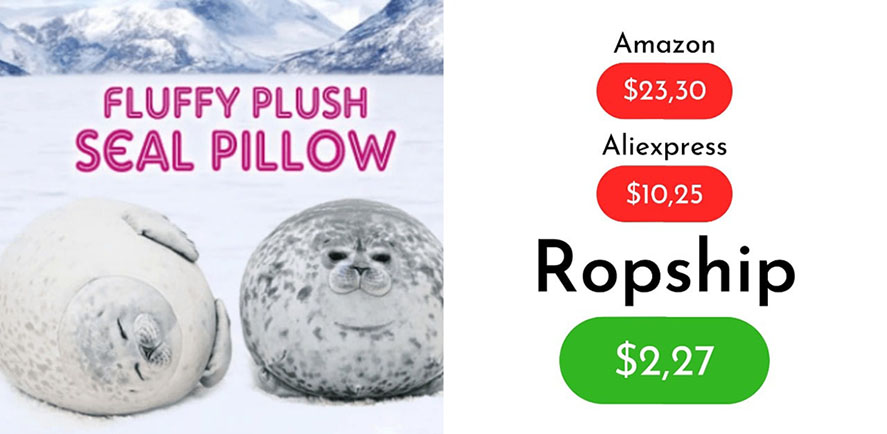 FLUFFY PLUSH
SEAL PILLOW
Amazon
$23,30
Aliexpress
$10,25
Ropship
$2,27